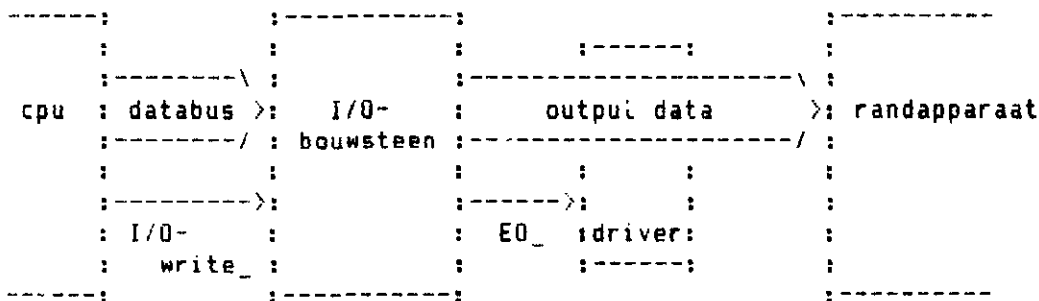 cpu databus I/O- output data randapparaat
bouwsteen
I/O- EO_ driver
write_